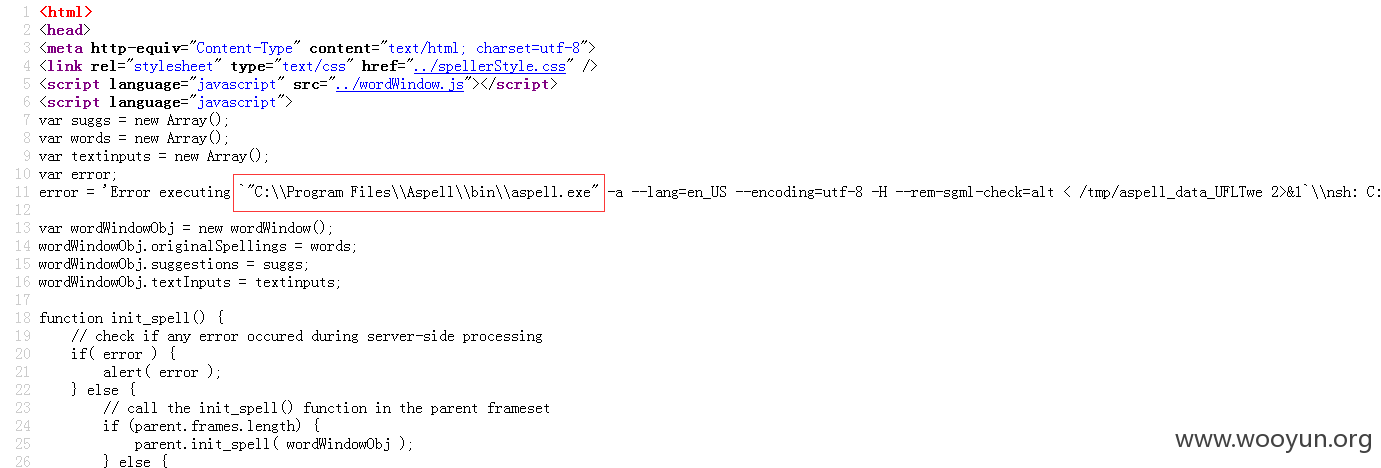 1 <html>
2 <head>
3 <meta http-equiv="Content-Type" content="text/html; charset=utf-8">
4 <link rel="stylesheet" type="text/css" href="../spellerStyle.css" />
5 <script language="javascript" src="../wordWindow.js"></script>
6 <script language="javascript">
7 var suggs = new Array();
8 var words = new Array();
9 var textinputs = new Array();
10 var error;
11 error = 'Error executing `"C:\\Program Files\\Aspell\\bin\\aspell.exe" -a --lang=en_US --encoding=utf-8 -H --rem-sgml-check=alt < /tmp/aspell_data_UFLTwe 2>&1`\\nsh: C:
12
13 var wordWindowObj = new wordWindow();
14 wordWindowObj.originalSpellings = words;
15 wordWindowObj.suggestions = suggs;
16 wordWindowObj.textInputs = textinputs;
17
18 function init_spell() {
19 // check if any error occured during server-side processing
20 if( error ) {
21 alert( error );
22 } else {
23 // call the init_spell() function in the parent frameset
24 if (parent.frames.length) {
25 parent.init_spell( wordWindowObj );
26 } else {
www.wooyun.org